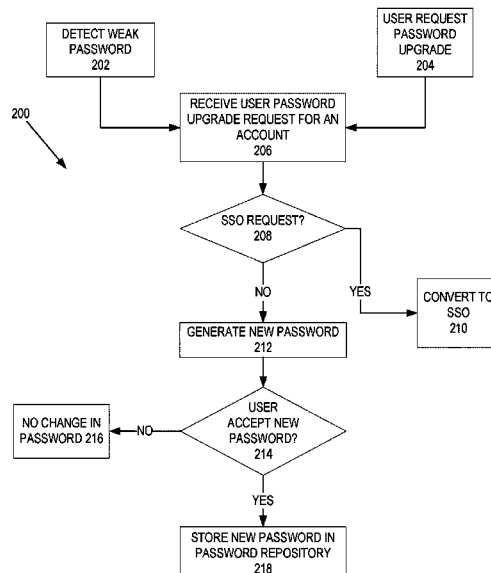 DETECT WEAK
PASSWORD
202
USER REQUEST
PASSWORD
UPGRADE
204
200
RECEIVE USER PASSWORD
UPGRADE REQUEST FOR AN
ACCOUNT
206
SSO REQUEST?
208
NO
YES
CONVERT TO
SSO
210
GENERATE NEW PASSWORD
212
USER
ACCEPT NEW
PASSWORD?
214
NO
NO CHANGE IN
PASSWORD 216
YES
STORE NEW PASSWORD IN
PASSWORD REPOSITORY
218